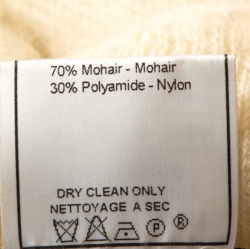 70% Mohair - Mohair
30% Polyamide - Nylon
DRY CLEAN ONLY
NETTOYAGE A SEC
P ®